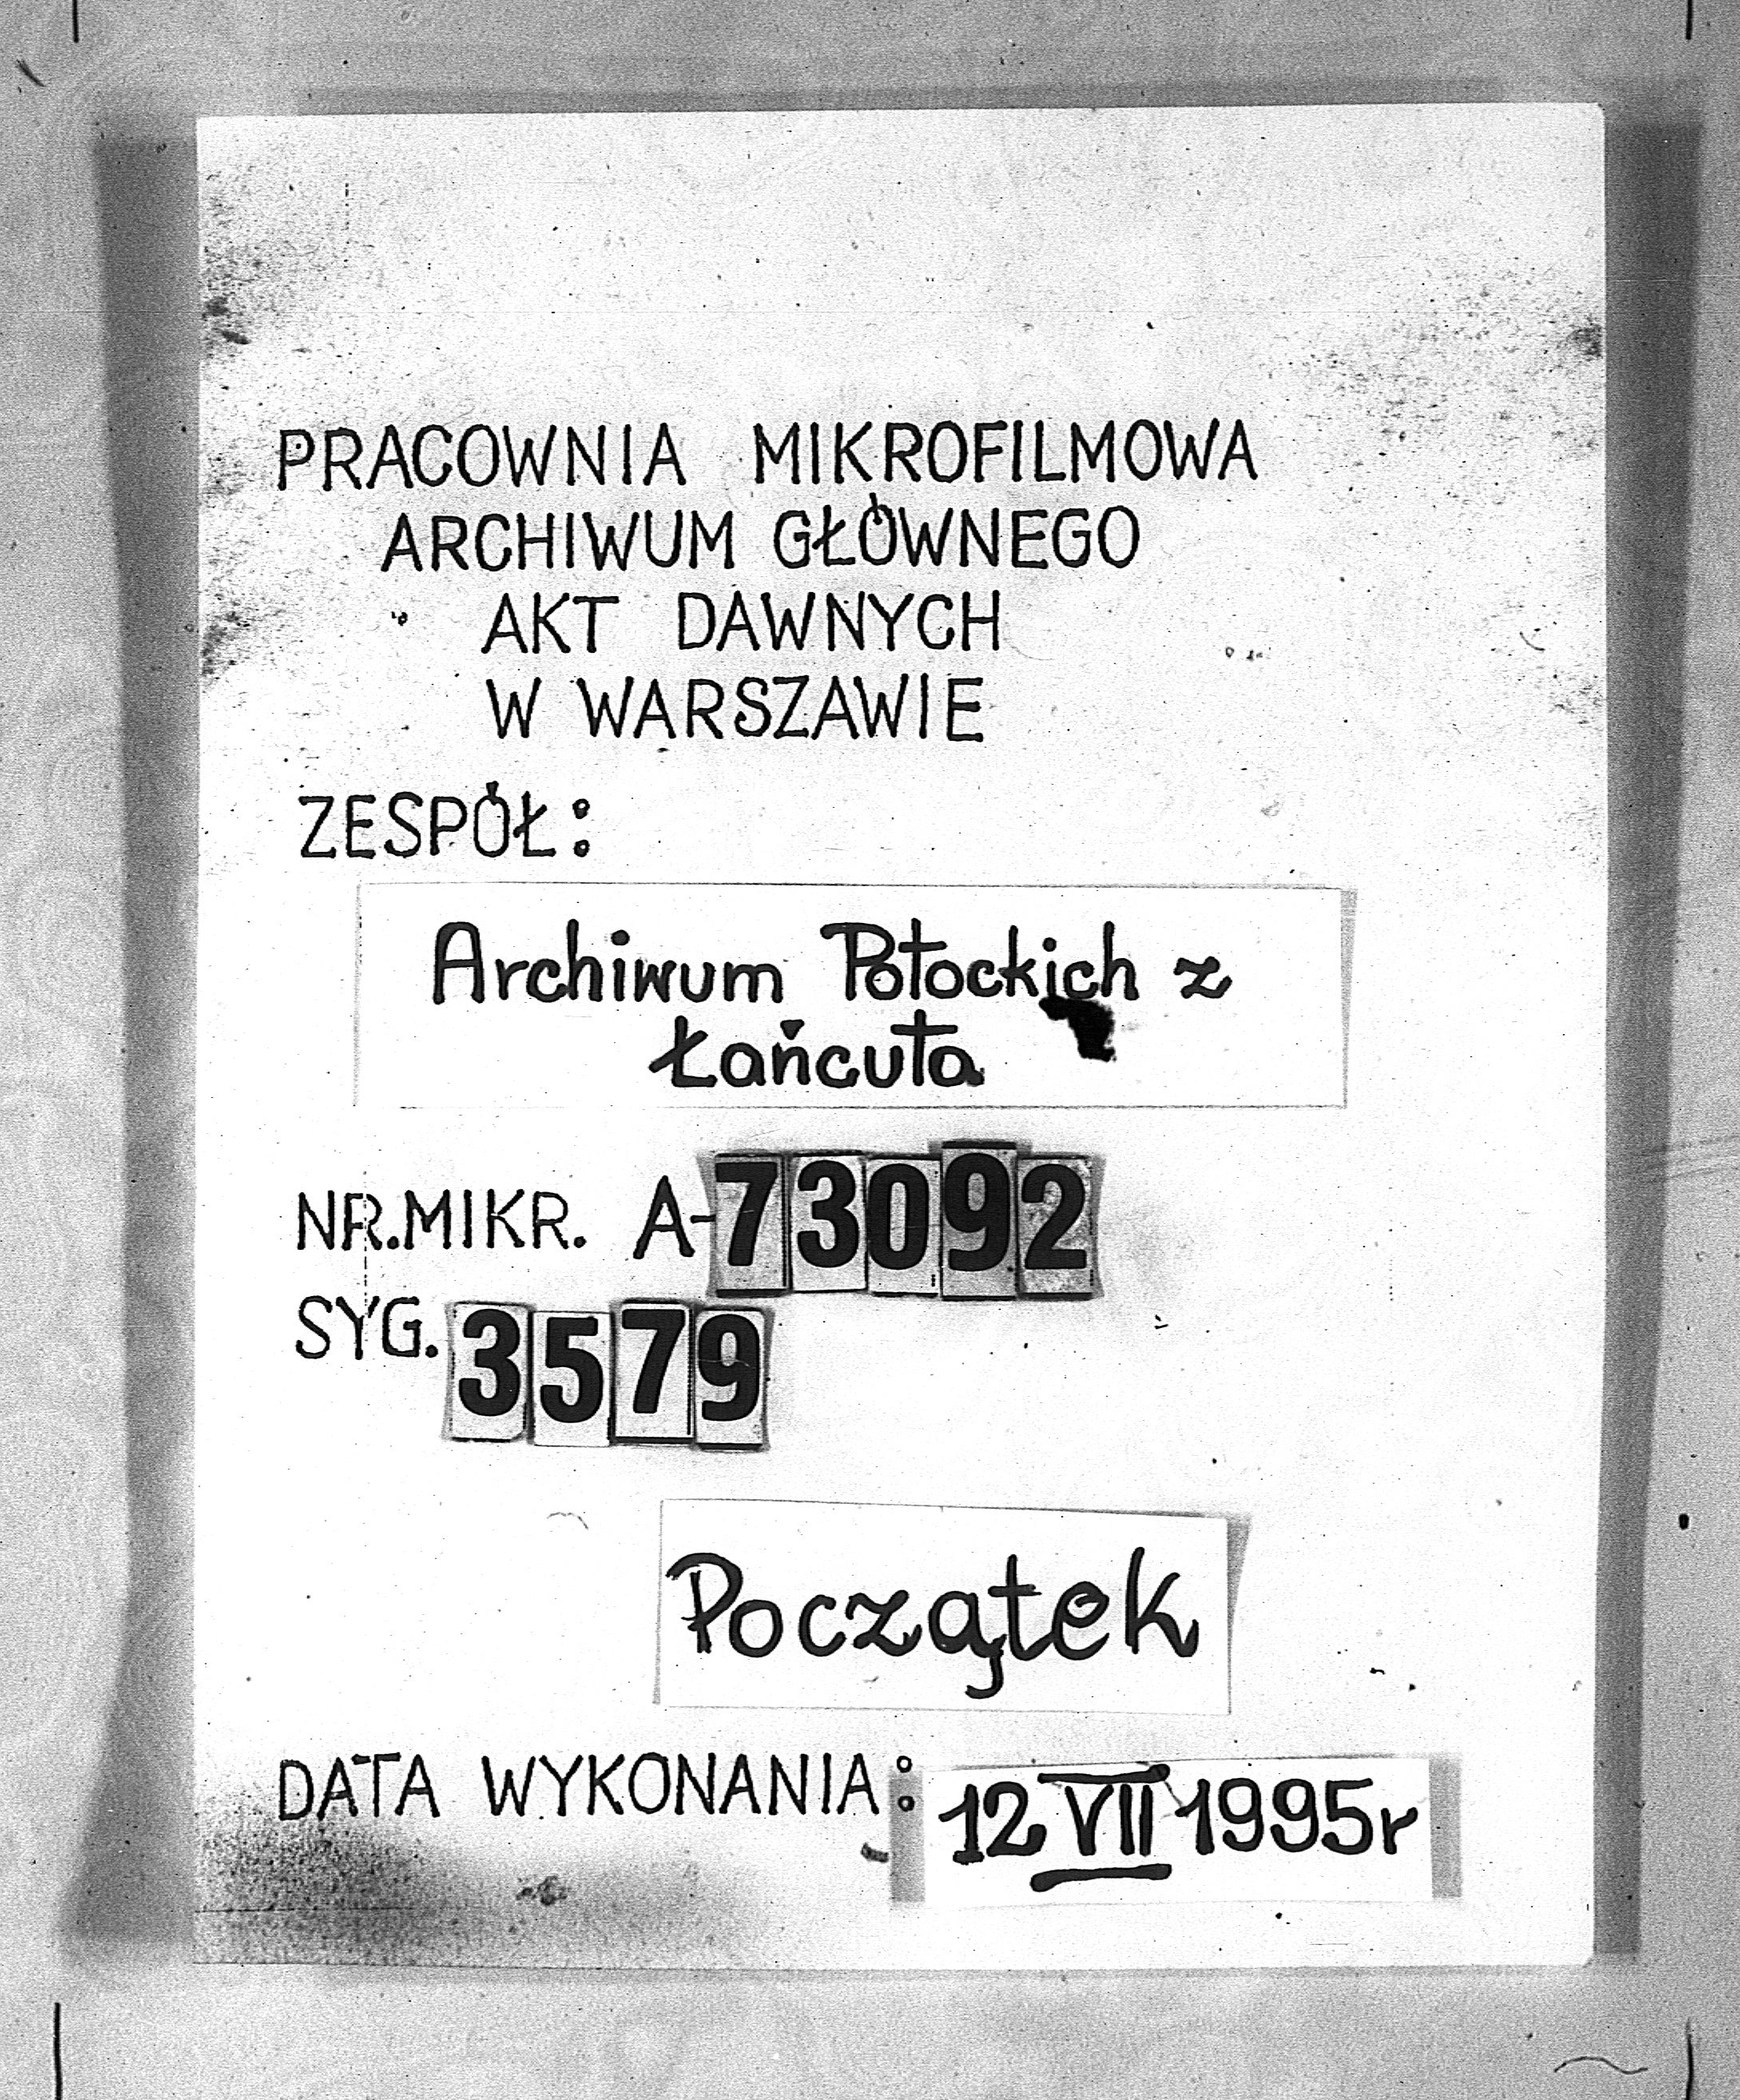 PRACOWNIA MIKROFILMOWA
ARCHIWUM GŁÓWNEGO
AKT DAWNYCH
W WARSZAWIE
ZESPÓŁ:
Archiwum Potockich z
Łańcuta
NR.MIKR. A-73092
SYG. 3579
Początek
DATA WYKONANIA: 12 VII 1995r